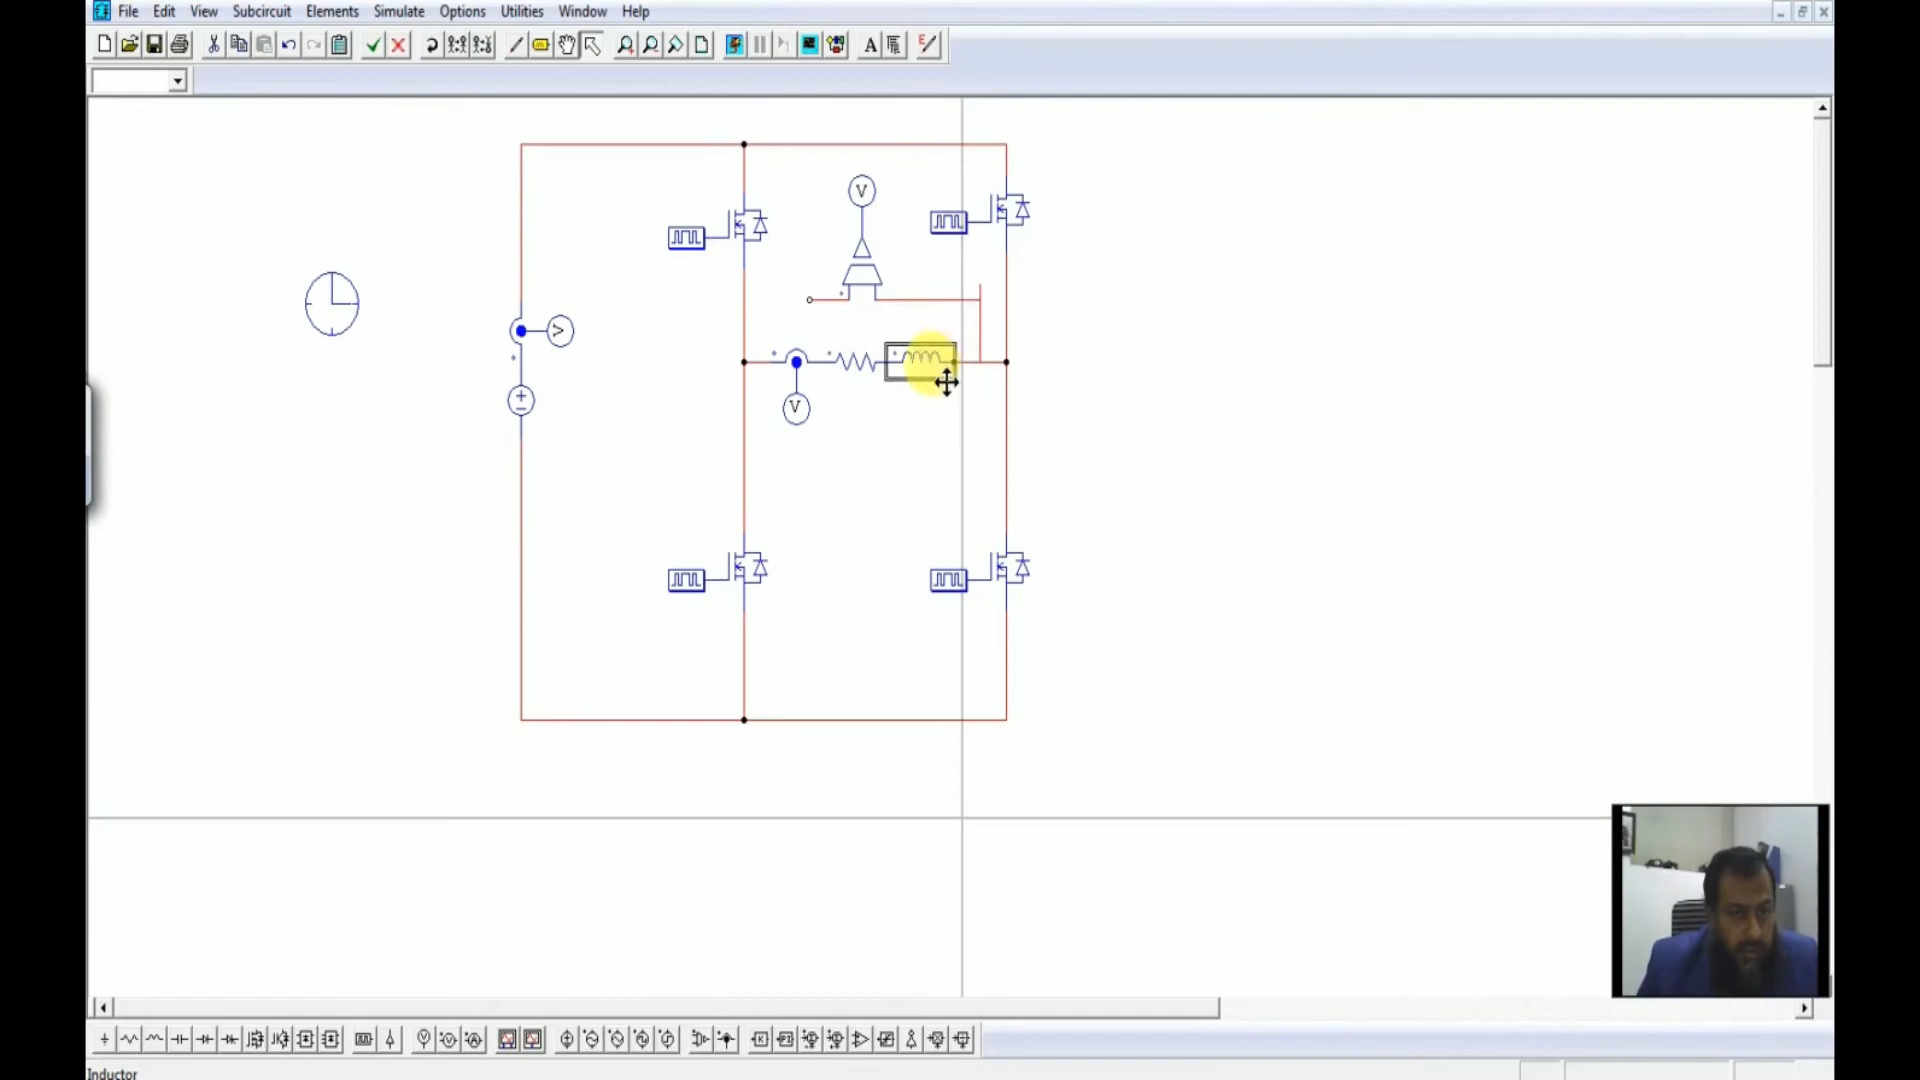 File Edit View Subcircuit Elements Simulate Options Utilities Window Help
A
V
V
V
Inductor